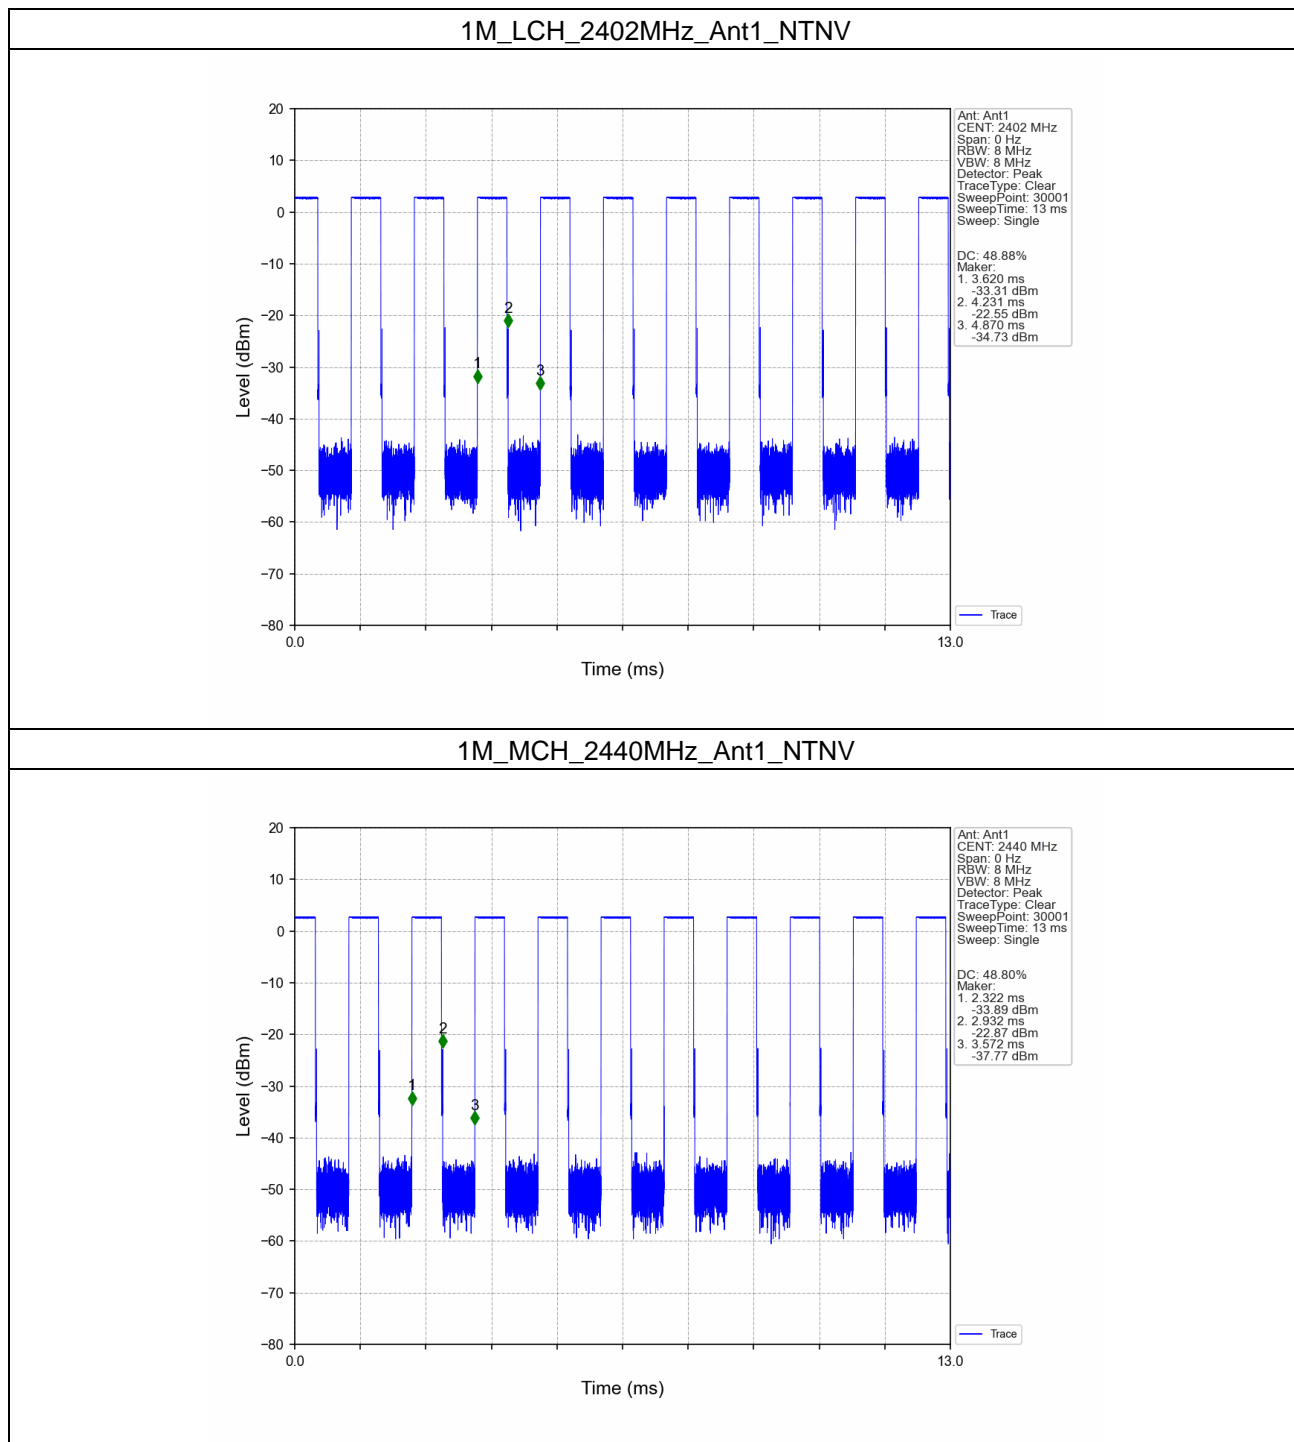 1M_LCH_2402MHz_Ant1_NTNV
20
10
0
−10
−20
−30
−40
−50
−60
−70
−80
Level (dBm)
0.0
13.0
Time (ms)
1
2
3
Ant: Ant1
CENT: 2402 MHz
Span: 0 Hz
RBW: 8 MHz
VBW: 8 MHz
Detector: Peak
TraceType: Clear
SweepPoint: 30001
SweepTime: 13 ms
Sweep: Single
DC: 48.88%
Maker:
1. 3.620 ms
-33.31 dBm
2. 4.231 ms
-22.55 dBm
3. 4.870 ms
-34.73 dBm
Trace
1M_MCH_2440MHz_Ant1_NTNV
20
10
0
−10
−20
−30
−40
−50
−60
−70
−80
Level (dBm)
0.0
13.0
Time (ms)
1
2
3
Ant: Ant1
CENT: 2440 MHz
Span: 0 Hz
RBW: 8 MHz
VBW: 8 MHz
Detector: Peak
TraceType: Clear
SweepPoint: 30001
SweepTime: 13 ms
Sweep: Single
DC: 48.80%
Maker:
1. 2.322 ms
-33.89 dBm
2. 2.932 ms
-22.87 dBm
3. 3.572 ms
-37.77 dBm
Trace